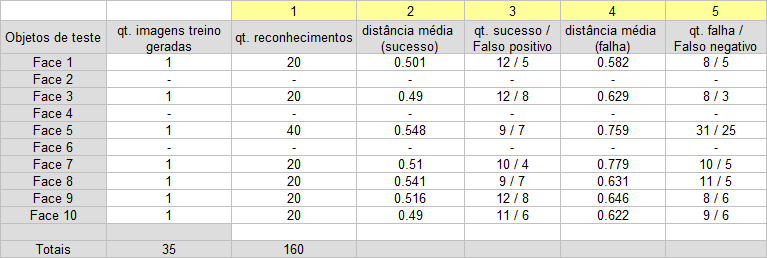 1 2 3 4 5
Objetos de teste qt. imagens treino geradas qt. reconhecimentos distância média (sucesso) qt. sucesso / Falso positivo distância média (falha) qt. falha / Falso negativo
Face 1 1 20 0.501 12 / 5 0.582 8 / 5
Face 2 - - - - - -
Face 3 1 20 0.49 12 / 8 0.629 8 / 3
Face 4 - - - - - -
Face 5 1 40 0.548 9 / 7 0.759 31 / 25
Face 6 - - - - - -
Face 7 1 20 0.51 10 / 4 0.779 10 / 5
Face 8 1 20 0.541 9 / 7 0.631 11 / 5
Face 9 1 20 0.516 12 / 8 0.646 8 / 6
Face 10 1 20 0.49 11 / 6 0.622 9 / 6
Totais 35 160